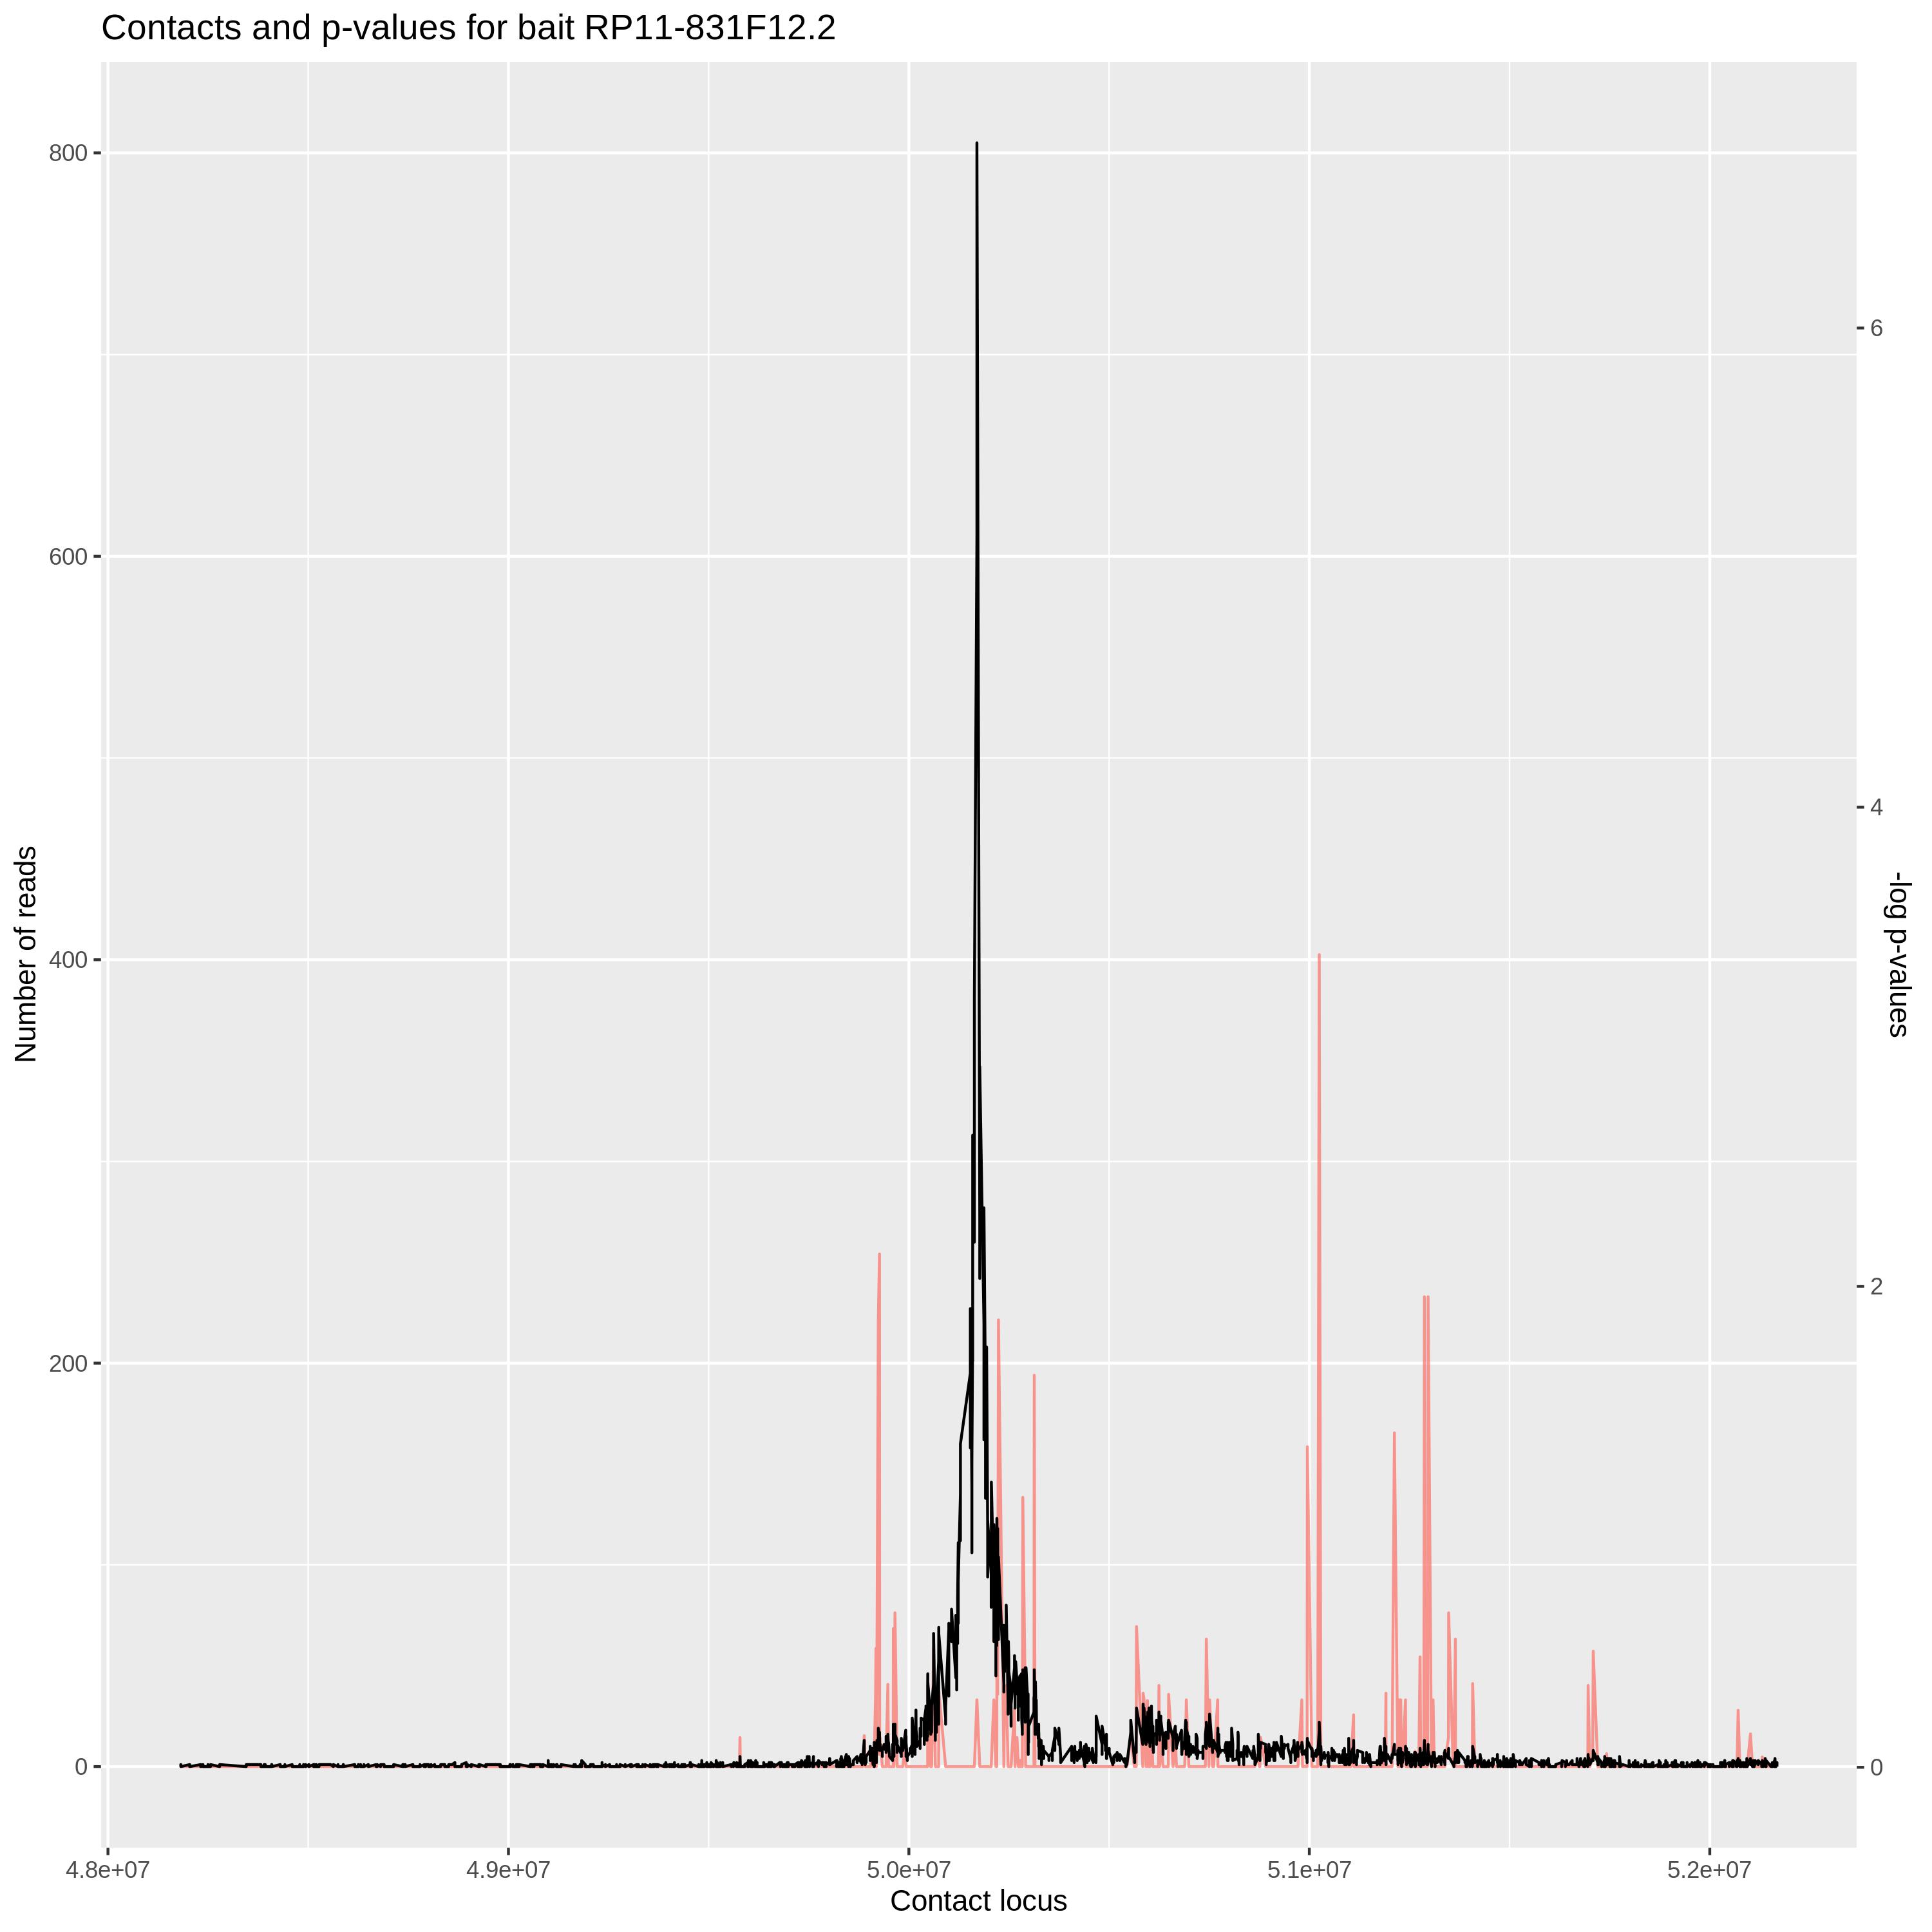 Contacts and p-values for bait RP11-831F12.2
800
600
400
200
0
Number of reads
6
4
2
0
-log p-values
4.8e+07 4.9e+07 5.0e+07 5.1e+07 5.2e+07
Contact locus